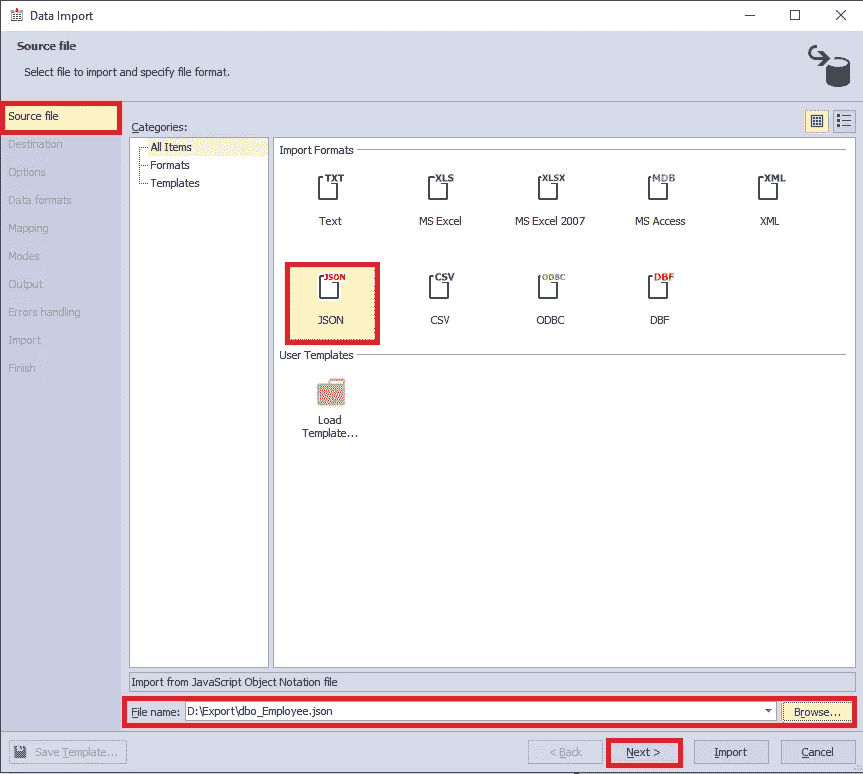 Data Import
Source file
Select file to import and specify file format.
Source file
Destination
Options
Data formats
Mapping
Modes
Output
Errors handling
Import
Finish
Categories:
All Items
Formats
Templates
Import Formats
TXT XLS XLSX MDB XML
Text MS Excel MS Excel 2007 MS Access XML
JSON CSV ODBC DBF
JSON CSV ODBC DBF
User Templates
Load
Template...
Import from JavaScript Object Notation file
File name: D:\Export\dbo_Employee.json Browse...
Save Template... < Back Next > Import Cancel